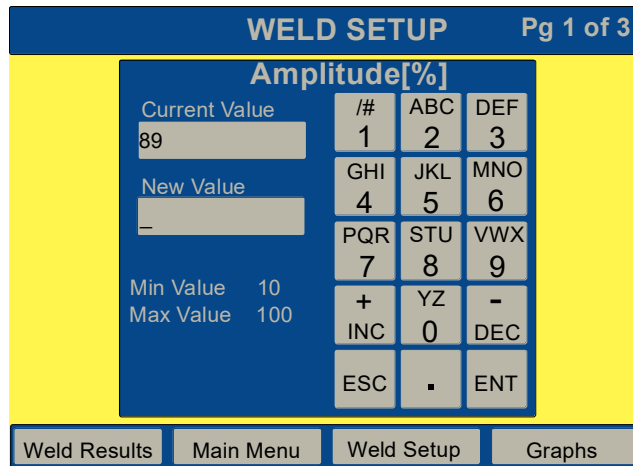 WELD SETUP Pg 1 of 3
Amplitude[%]
Current Value
89
New Value
_
Min Value 10
Max Value 100
/# ABC DEF
1 2 3
GHI JKL MNO
4 5 6
PQR STU VWX
7 8 9
+ YZ -
INC 0 DEC
ESC . ENT
Weld Results Main Menu Weld Setup Graphs